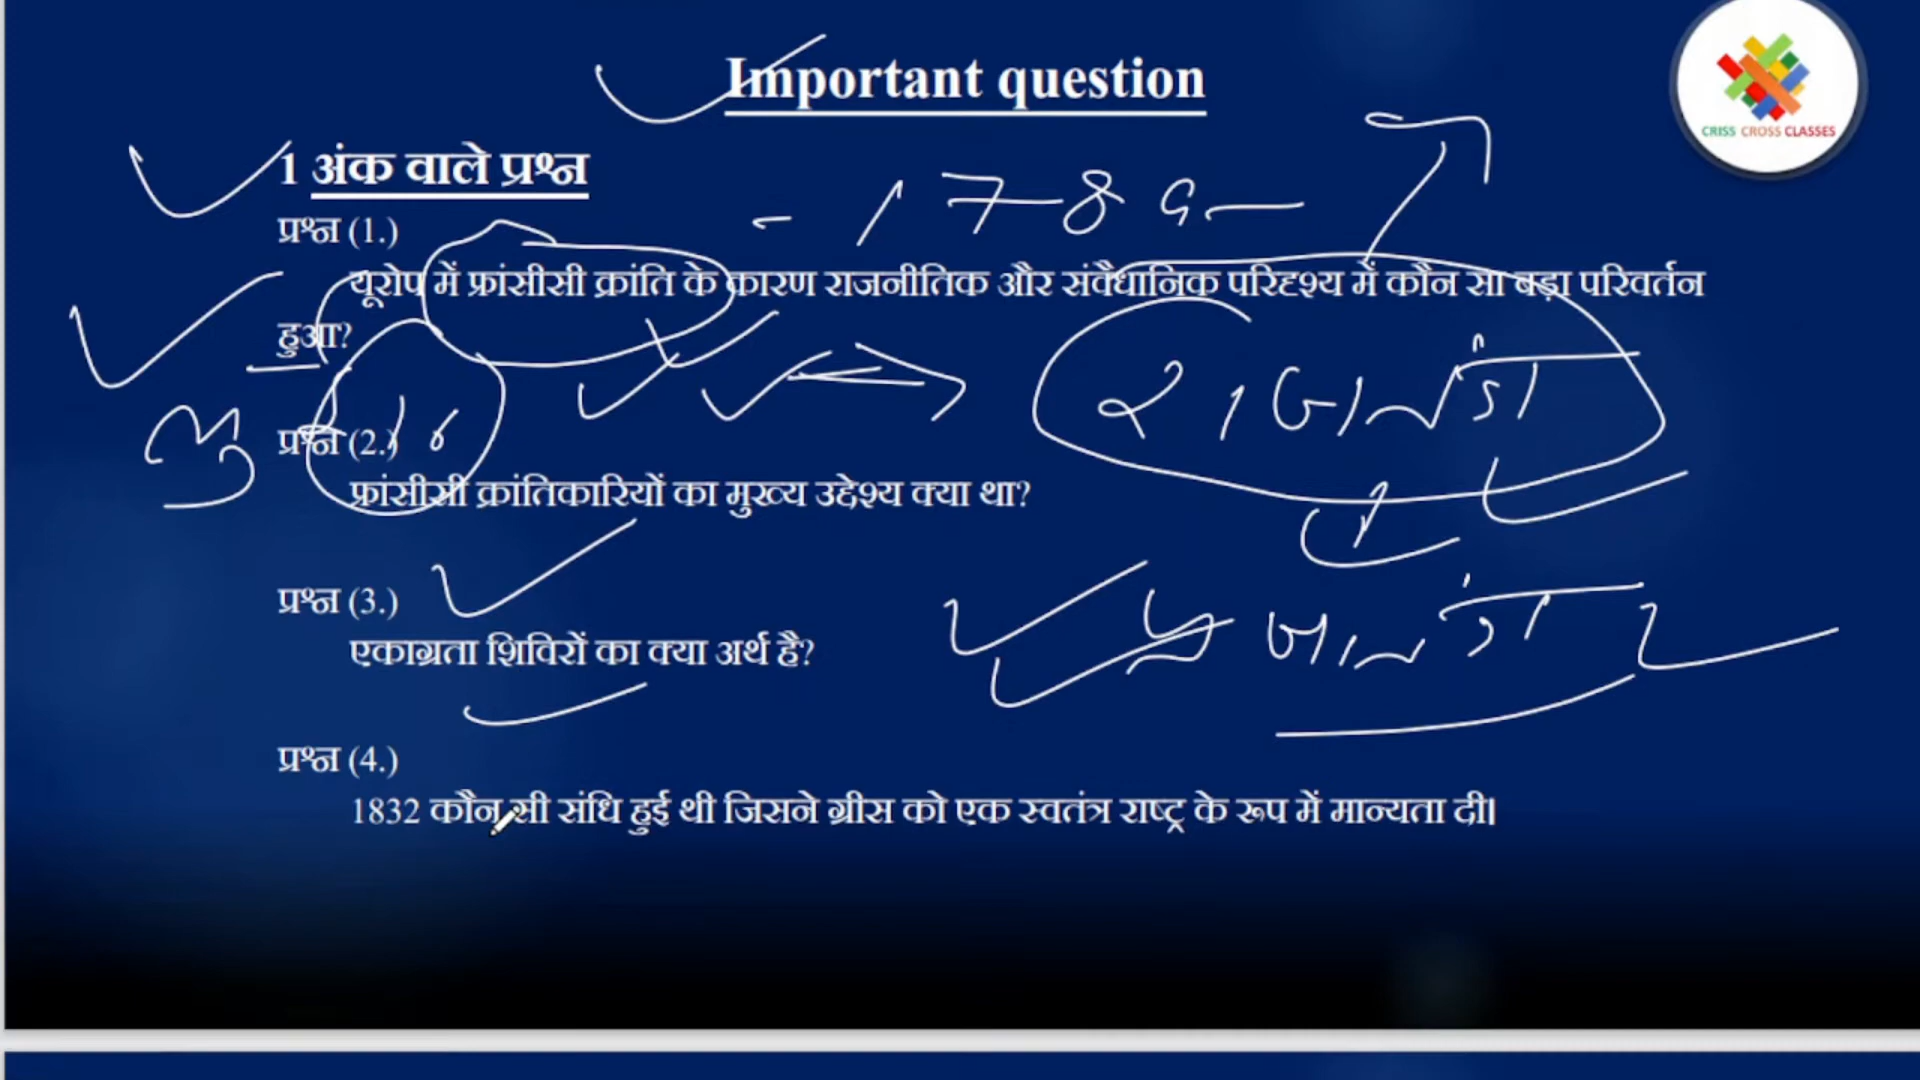 Important question
CRISS CROSS CLASSES
1 अंक वाले प्रश्न
- 1789 -
प्रश्न (1.)
यूरोप में फ्रांसीसी क्रांति के कारण राजनीतिक और संवैधानिक परिदृश्य में कौन सा बड़ा परिवर्तन
हुआ?
प्रश्न (2.)
फ्रांसीसी क्रांतिकारियों का मुख्य उद्देश्य क्या था?
प्रश्न (3.)
एकाग्रता शिविरों का क्या अर्थ है?
प्रश्न (4.)
1832 कौन सी संधि हुई थी जिसने ग्रीस को एक स्वतंत्र राष्ट्र के रूप में मान्यता दी।